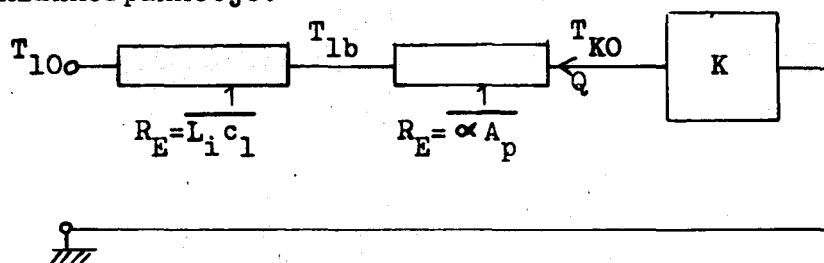 T10 T1b TKO K
Q
RE= 1 / Li c1 RE= 1 / α Ap